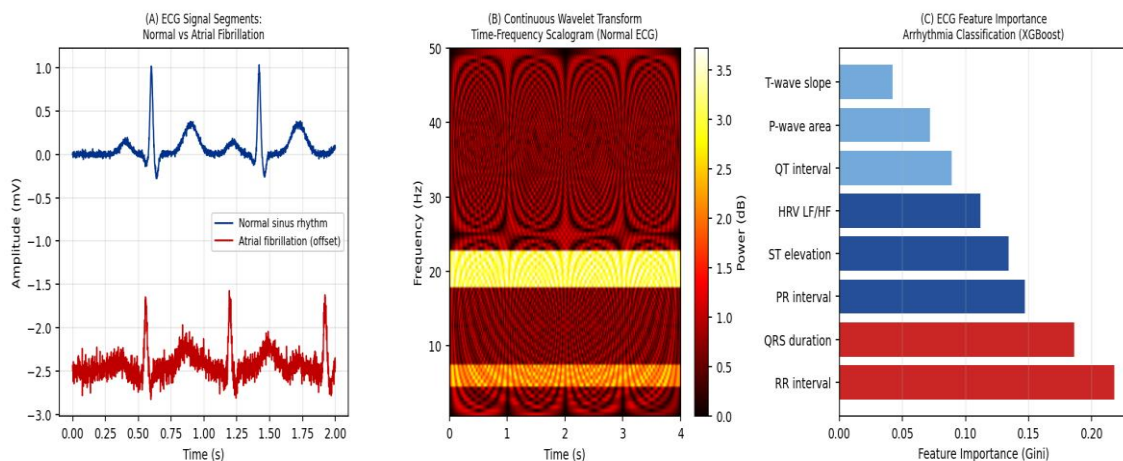 (A) ECG Signal Segments:
Normal vs Atrial Fibrillation
1.0
0.5
0.0
−0.5
−1.0
−1.5
−2.0
−2.5
−3.0
Amplitude (mV)
Normal sinus rhythm
Atrial fibrillation (offset)
0.00 0.25 0.50 0.75 1.00 1.25 1.50 1.75 2.00
Time (s)
(B) Continuous Wavelet Transform
Time-Frequency Scalogram (Normal ECG)
50
40
30
20
10
Frequency (Hz)
0 1 2 3 4
Time (s)
3.5
3.0
2.5
2.0
1.5
1.0
0.5
0.0
Power (dB)
(C) ECG Feature Importance
Arrhythmia Classification (XGBoost)
T-wave slope
P-wave area
QT interval
HRV LF/HF
ST elevation
PR interval
QRS duration
RR interval
0.00 0.05 0.10 0.15 0.20
Feature Importance (Gini)